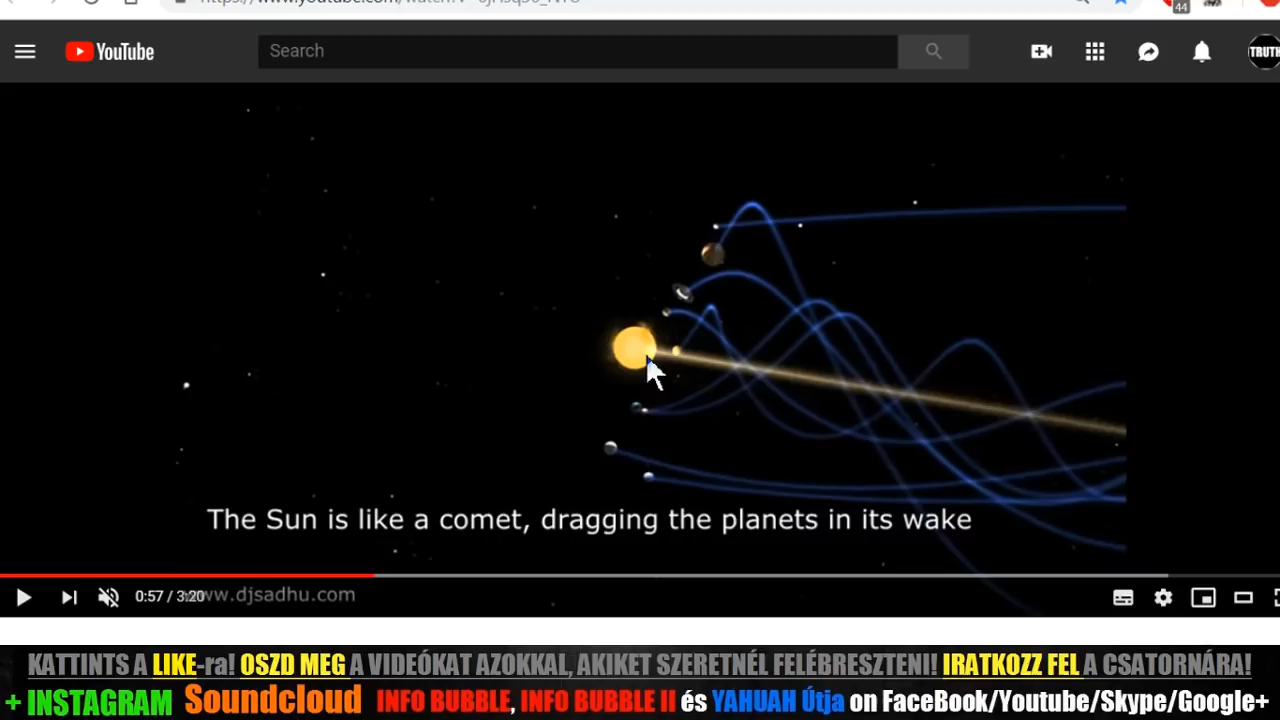 44
YouTube
Search
TRUTH
The Sun is like a comet, dragging the planets in its wake
0:57 / 3:20
www.djsadhu.com
KATTINTS A LIKE-ra! OSZD MEG A VIDEÓKAT AZOKKAL, AKIKET SZERETNÉL FELÉBRESZTENI! IRATKOZZ FEL A CSATORNÁRA!
+ INSTAGRAM Soundcloud INFO BUBBLE, INFO BUBBLE II és YAHUAH Útja on FaceBook/Youtube/Skype/Google+